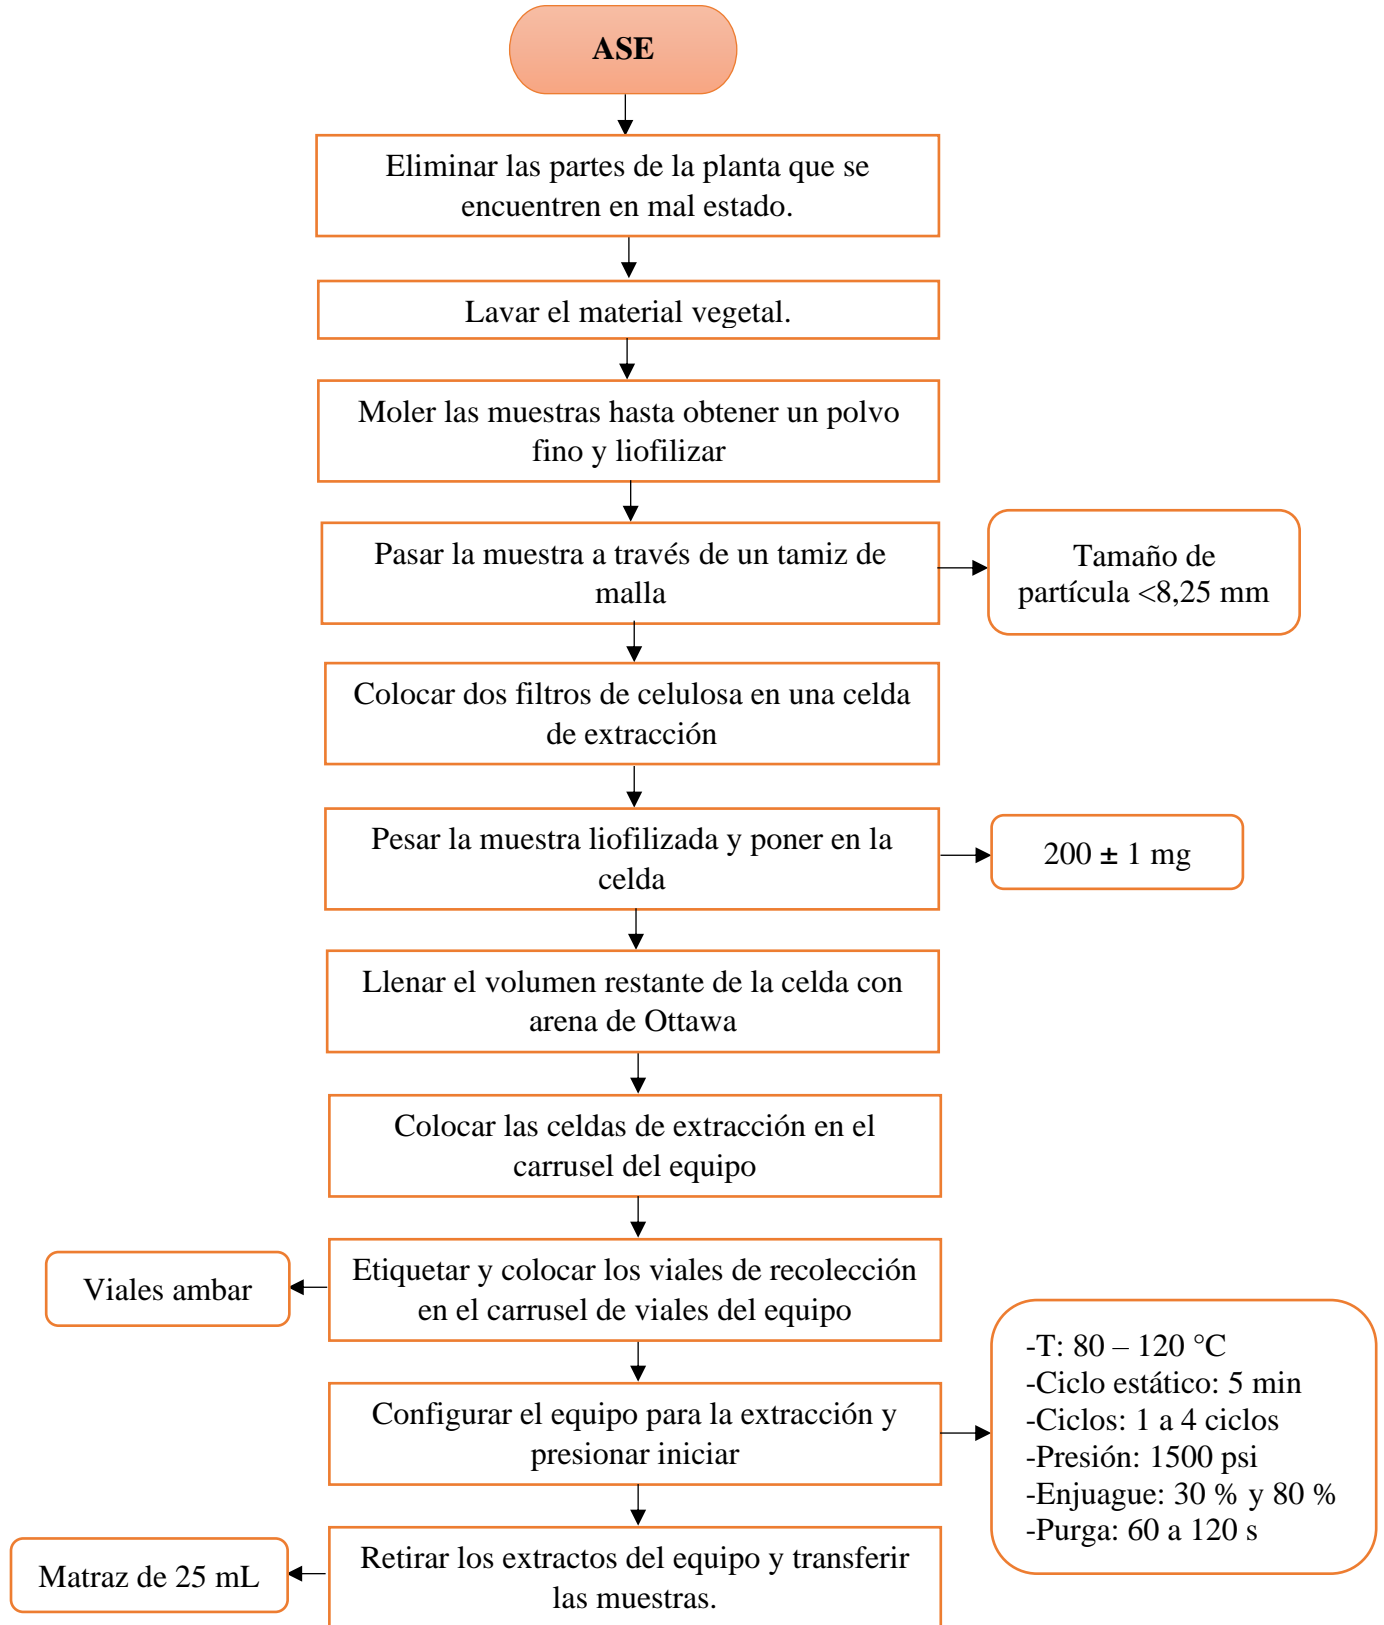 ASE
Eliminar las partes de la planta que se
encuentren en mal estado.
Lavar el material vegetal.
Moler las muestras hasta obtener un polvo
fino y liofilizar
Pasar la muestra a través de un tamiz de
malla
Tamaño de
partícula <8,25 mm
Colocar dos filtros de celulosa en una celda
de extracción
Pesar la muestra liofilizada y poner en la
celda
200 ± 1 mg
Llenar el volumen restante de la celda con
arena de Ottawa
Colocar las celdas de extracción en el
carrusel del equipo
Etiquetar y colocar los viales de recolección
en el carrusel de viales del equipo
Viales ambar
Configurar el equipo para la extracción y
presionar iniciar
-T: 80 – 120 °C
-Ciclo estático: 5 min
-Ciclos: 1 a 4 ciclos
-Presión: 1500 psi
-Enjuague: 30 % y 80 %
-Purga: 60 a 120 s
Retirar los extractos del equipo y transferir
las muestras.
Matraz de 25 mL